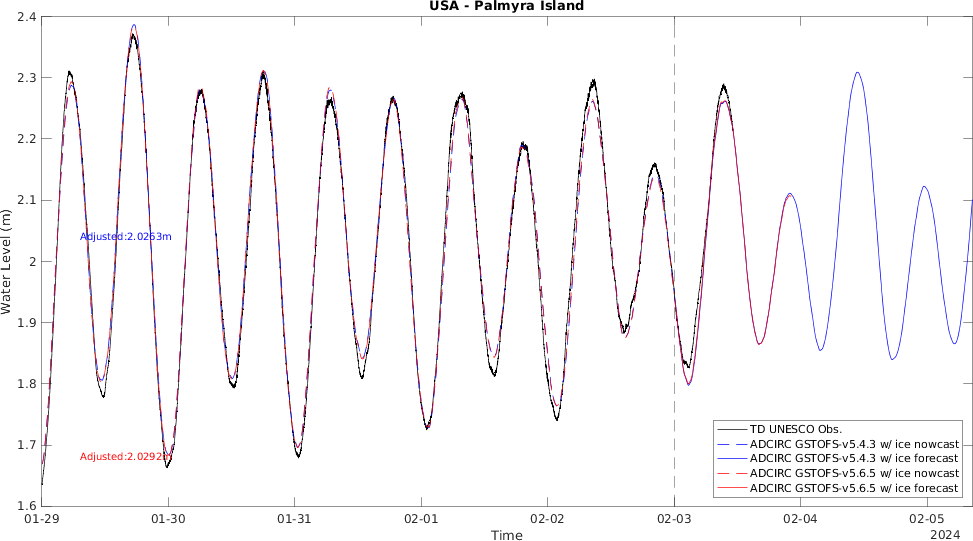 USA - Palmyra Island
2.4
2.3
2.2
2.1
2
1.9
1.8
1.7
1.6
Water Level (m)
Adjusted:2.0263m
Adjusted:2.0292m
TD UNESCO Obs.
ADCIRC GSTOFS-v5.4.3 w/ ice nowcast
ADCIRC GSTOFS-v5.4.3 w/ ice forecast
ADCIRC GSTOFS-v5.6.5 w/ ice nowcast
ADCIRC GSTOFS-v5.6.5 w/ ice forecast
01-29 01-30 01-31 02-01 02-02 02-03 02-04 02-05
Time
2024